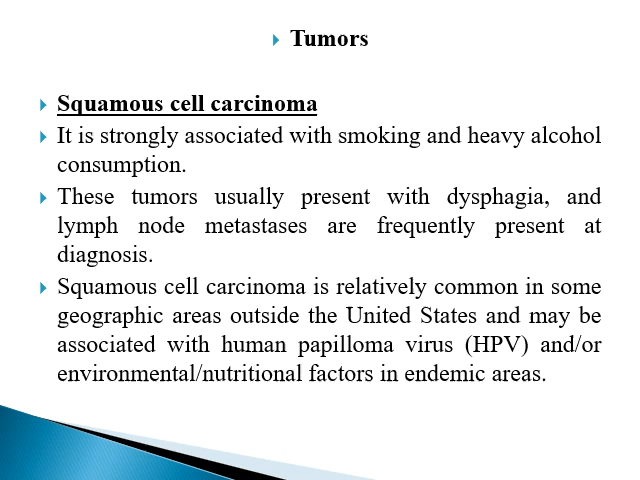 Tumors
Squamous cell carcinoma
It is strongly associated with smoking and heavy alcohol
consumption.
These tumors usually present with dysphagia, and
lymph node metastases are frequently present at
diagnosis.
Squamous cell carcinoma is relatively common in some
geographic areas outside the United States and may be
associated with human papilloma virus (HPV) and/or
environmental/nutritional factors in endemic areas.